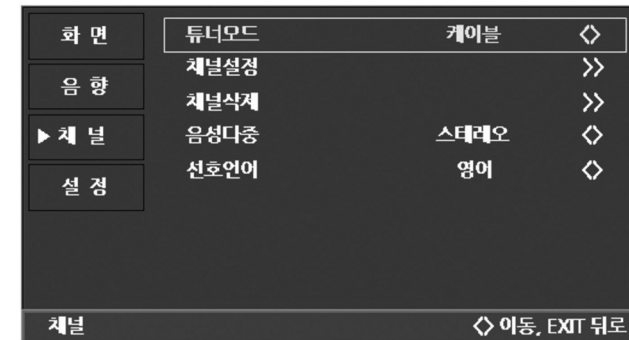 화 면
음 향
▶ 채 널
설 정
튜너모드 케이블 <>
채널설정 >>
채널삭제 >>
음성다중 스테레오 <>
선호언어 영어 <>
채널 <> 이동, EXIT 뒤로